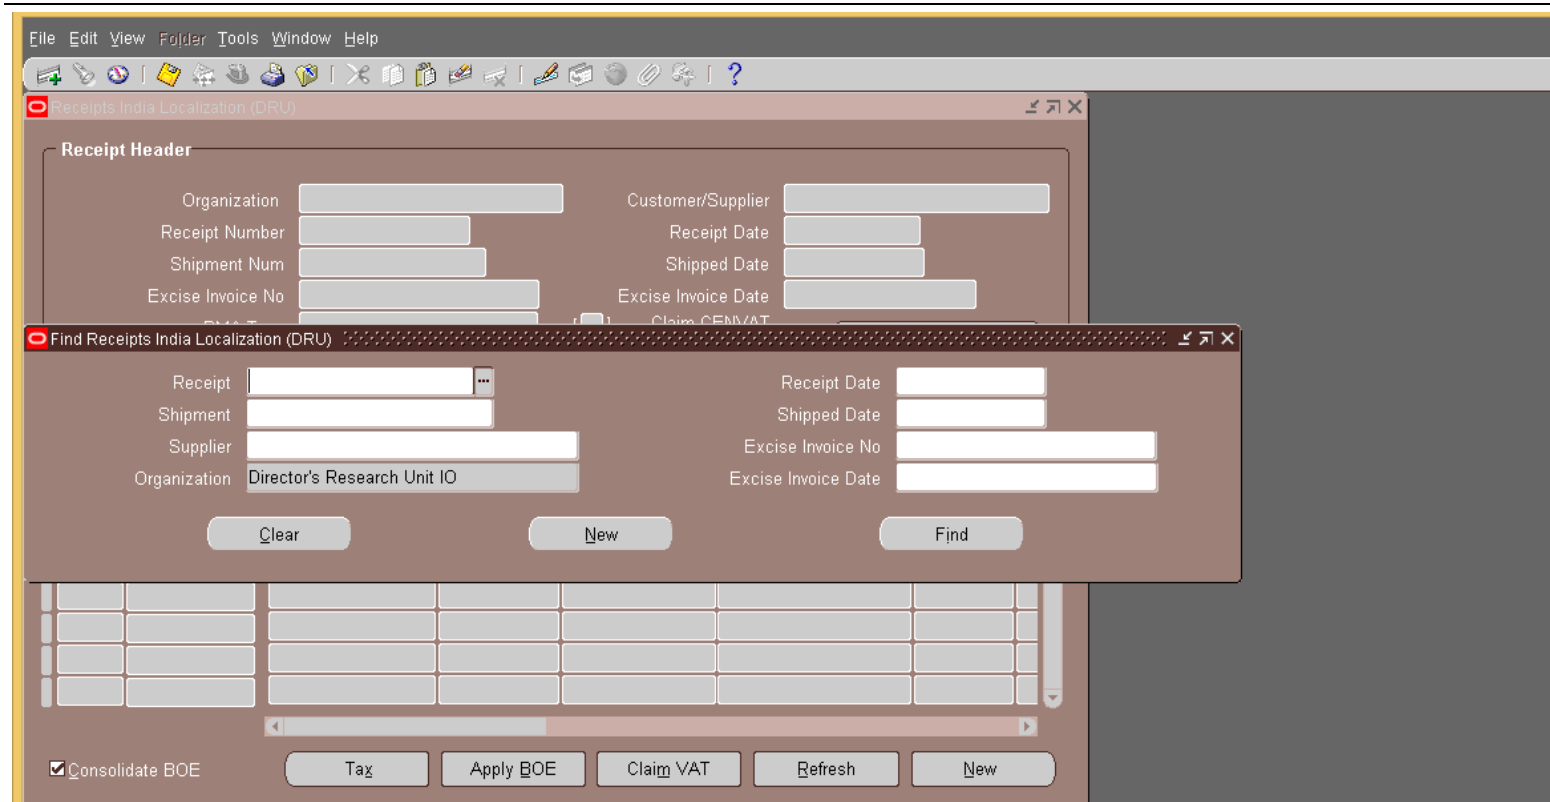 File Edit View Folder Tools Window Help
Receipts India Localization (DRU)
Receipt Header
Organization Customer/Supplier
Receipt Number Receipt Date
Shipment Num Shipped Date
Excise Invoice No Excise Invoice Date
Claim CENVAT
Find Receipts India Localization (DRU)
Receipt Receipt Date
Shipment Shipped Date
Supplier Excise Invoice No
Organization Director's Research Unit IO Excise Invoice Date
Clear New Find
Consolidate BOE Tax Apply BOE Claim VAT Refresh New